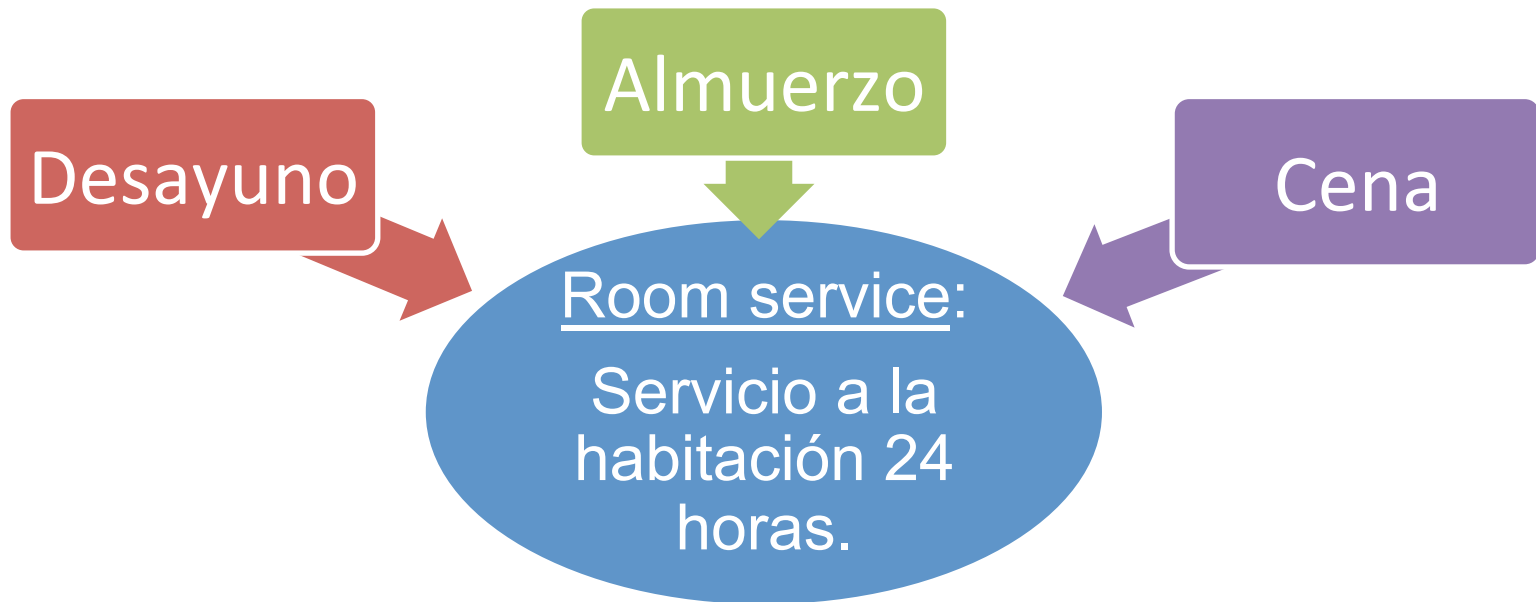 Desayuno
Almuerzo
Cena
Room service:
Servicio a la
habitación 24
horas.